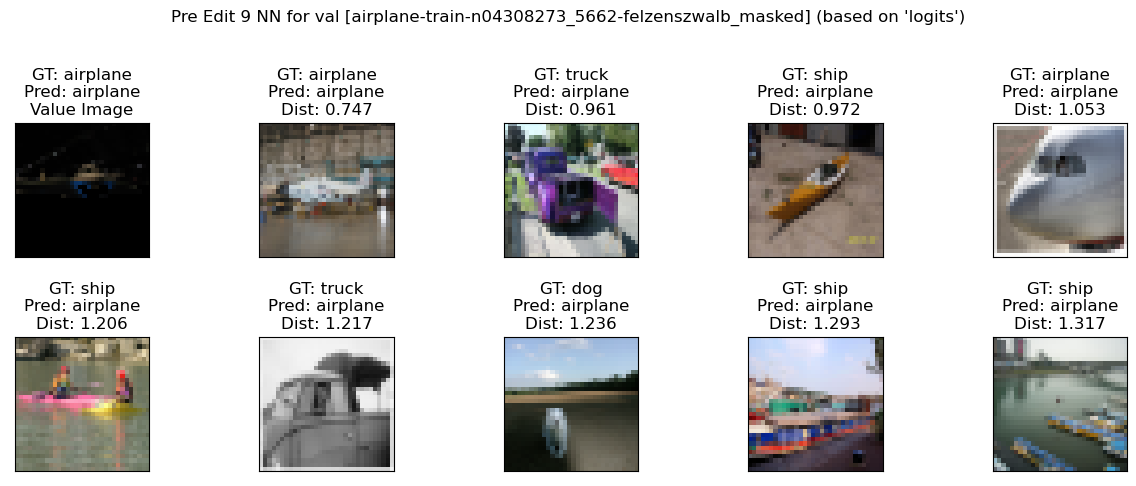 Pre Edit 9 NN for val [airplane-train-n04308273_5662-felzenszwalb_masked] (based on 'logits')
GT: airplane
Pred: airplane
Value Image
GT: airplane
Pred: airplane
Dist: 0.747
GT: truck
Pred: airplane
Dist: 0.961
GT: ship
Pred: airplane
Dist: 0.972
GT: airplane
Pred: airplane
Dist: 1.053
GT: ship
Pred: airplane
Dist: 1.206
GT: truck
Pred: airplane
Dist: 1.217
GT: dog
Pred: airplane
Dist: 1.236
GT: ship
Pred: airplane
Dist: 1.293
GT: ship
Pred: airplane
Dist: 1.317